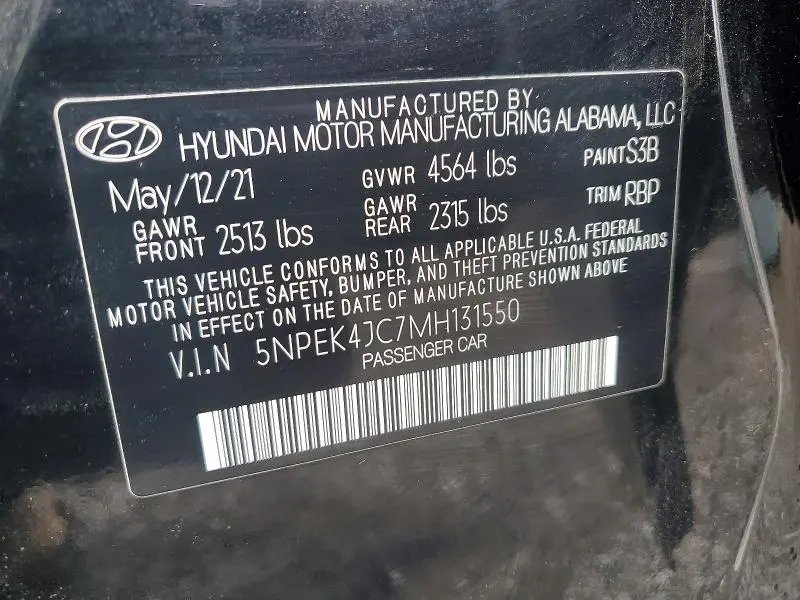 MANUFACTURED BY
HYUNDAI MOTOR MANUFACTURING ALABAMA, LLC
May/12/21 GVWR 4564 lbs PAINT S3B
GAWR FRONT 2513 lbs GAWR REAR 2315 lbs TRIM RBP
THIS VEHICLE CONFORMS TO ALL APPLICABLE U.S.A. FEDERAL
MOTOR VEHICLE SAFETY, BUMPER, AND THEFT PREVENTION STANDARDS
IN EFFECT ON THE DATE OF MANUFACTURE SHOWN ABOVE
V.I.N 5NPEK4JC7MH131550
PASSENGER CAR